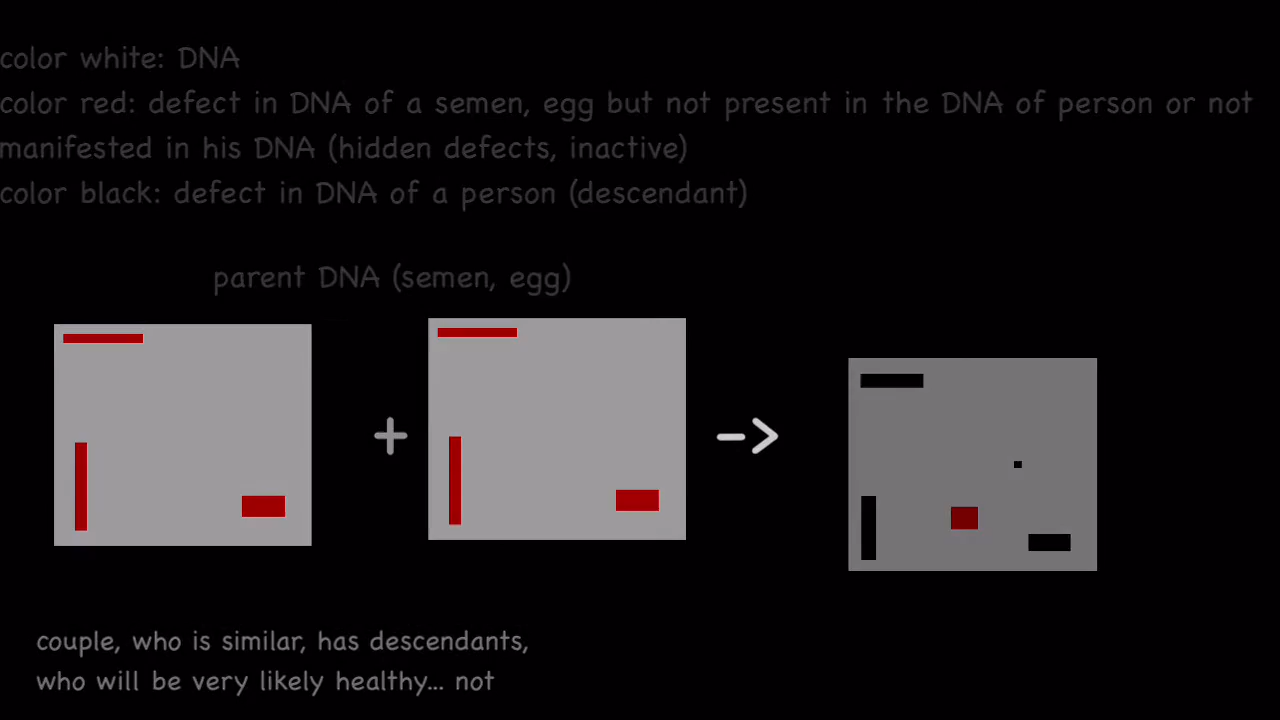 color white: DNA
color red: defect in DNA of a semen, egg but not present in the DNA of person or not
manifested in his DNA (hidden defects, inactive)
color black: defect in DNA of a person (descendant)
parent DNA (semen, egg)
+ ->
couple, who is similar, has descendants,
who will be very likely healthy... not